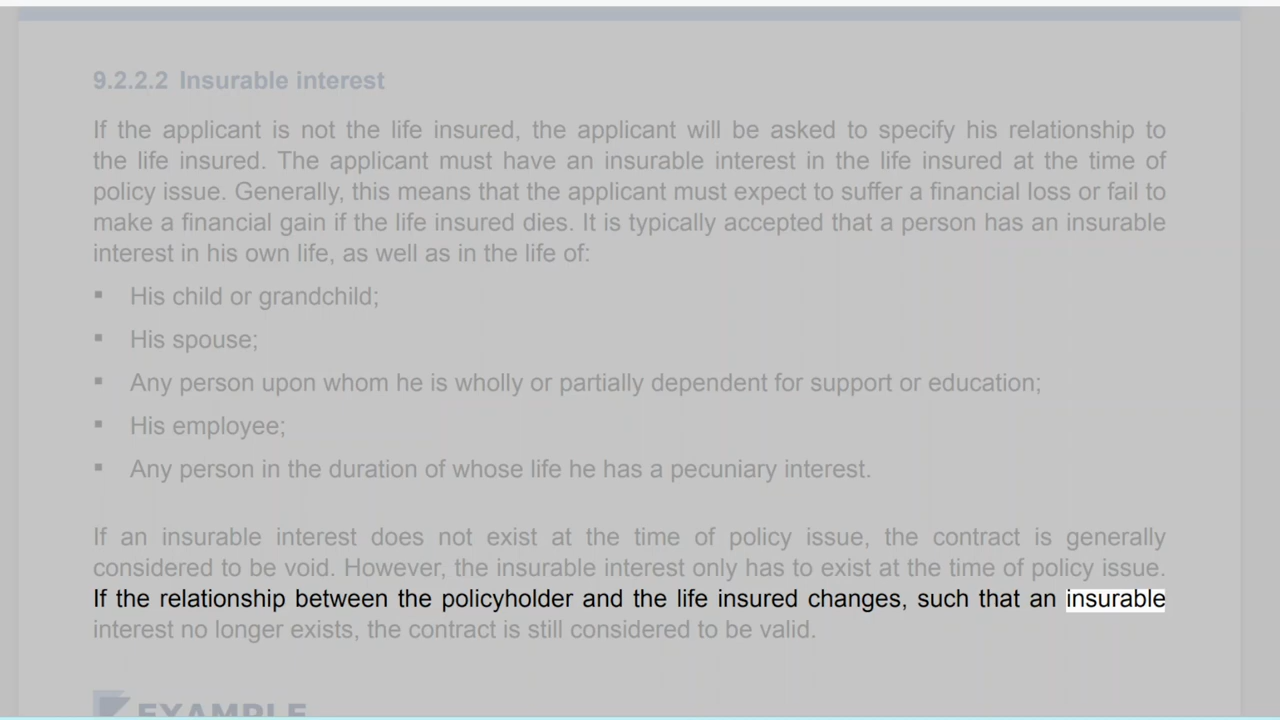 9.2.2.2 Insurable interest
If the applicant is not the life insured, the applicant will be asked to specify his relationship to
the life insured. The applicant must have an insurable interest in the life insured at the time of
policy issue. Generally, this means that the applicant must expect to suffer a financial loss or fail to
make a financial gain if the life insured dies. It is typically accepted that a person has an insurable
interest in his own life, as well as in the life of:
▪ His child or grandchild;
▪ His spouse;
▪ Any person upon whom he is wholly or partially dependent for support or education;
▪ His employee;
▪ Any person in the duration of whose life he has a pecuniary interest.
If an insurable interest does not exist at the time of policy issue, the contract is generally
considered to be void. However, the insurable interest only has to exist at the time of policy issue.
If the relationship between the policyholder and the life insured changes, such that an insurable
interest no longer exists, the contract is still considered to be valid.
EXAMPLE